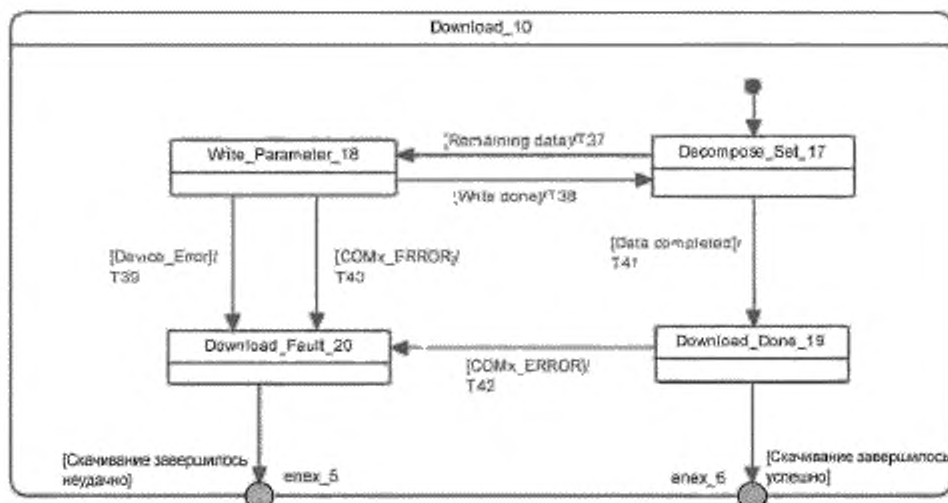 Download_10
[Remaining data]/T37
Write_Parameter_18
Decompose_Set_17
[Write done]/T38
[Device_Error]/
T39
[COMx_ERROR]/
T40
[Data completed]/
T41
Download_Fault_20
Download_Done_19
[COMx_ERROR]/
T42
[Скачивание завершилось
неудачно]
enex_5
enex_6
[Скачивание завершилось
успешно]